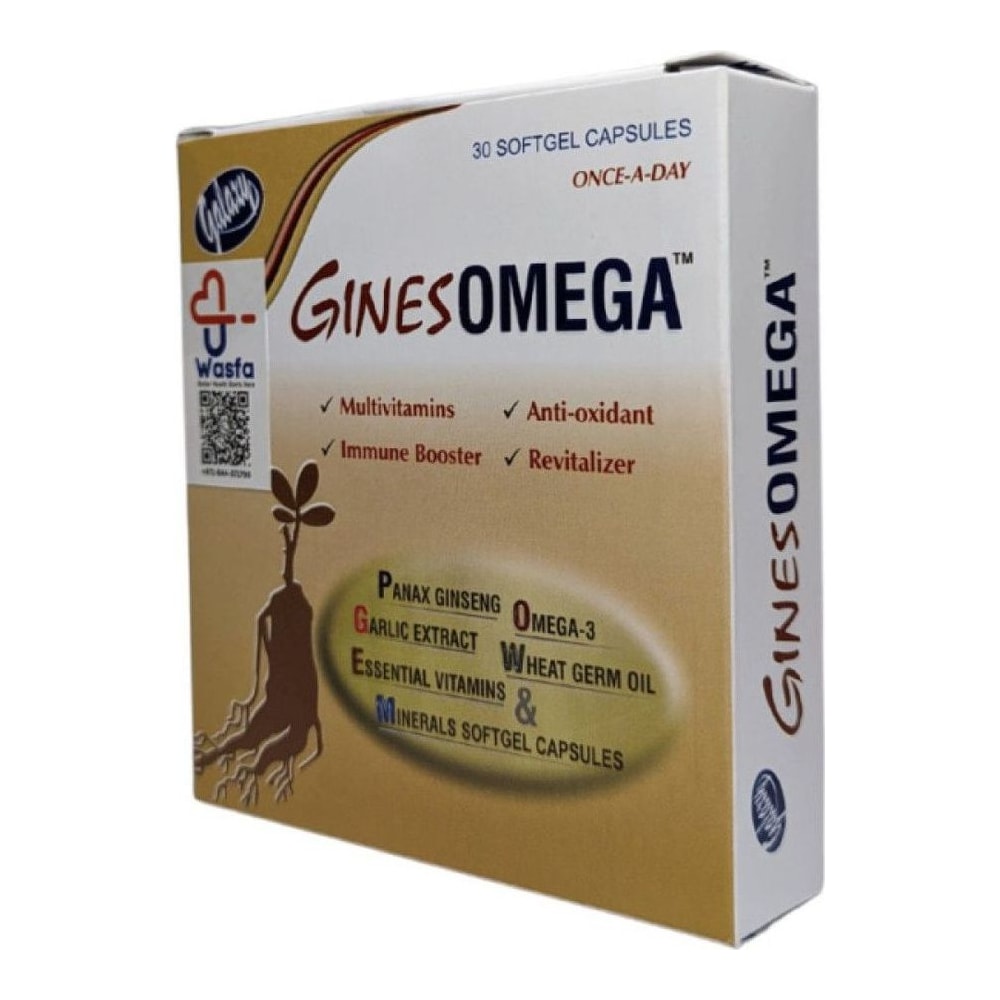 30 SOFTGEL CAPSULES
ONCE-A-DAY
Galaxy
GINESOMEGA™
Wasfa
✓ Multivitamins ✓ Anti-oxidant
✓ Immune Booster ✓ Revitalizer
PANAX GINSENG OMEGA-3
GARLIC EXTRACT WHEAT GERM OIL
ESSENTIAL VITAMINS &
MINERALS SOFTGEL CAPSULES
GINESOMEGA™
Galaxy